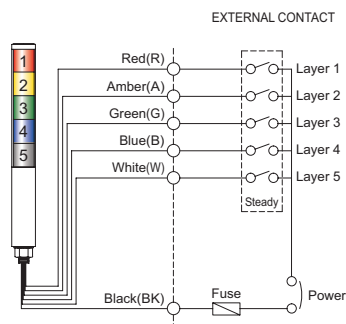 EXTERNAL CONTACT
Red(R)
Layer 1
Amber(A)
Layer 2
Green(G)
Layer 3
Blue(B)
Layer 4
White(W)
Layer 5
Steady
1
2
3
4
5
Black(BK)
Fuse
Power